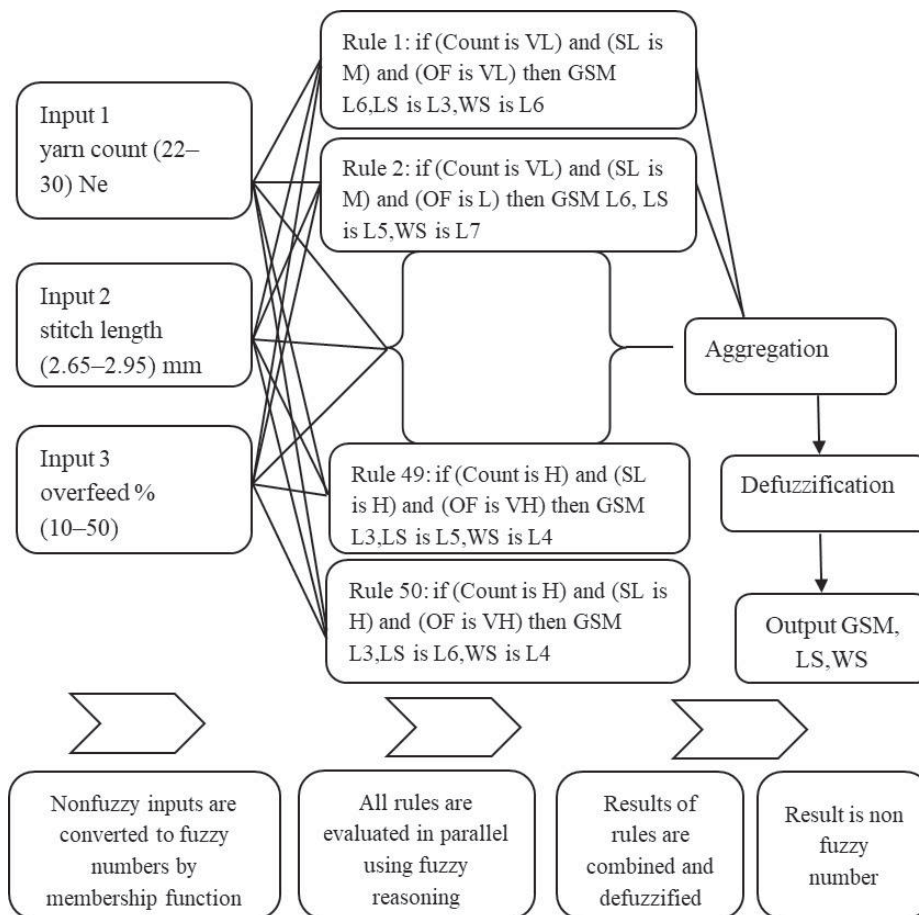 Input 1
yarn count (22–
30) Ne
Input 2
stitch length
(2.65–2.95) mm
Input 3
overfeed %
(10–50)
Rule 1: if (Count is VL) and (SL is
M) and (OF is VL) then GSM
L6,LS is L3,WS is L6
Rule 2: if (Count is VL) and (SL is
M) and (OF is L) then GSM L6, LS
is L5,WS is L7
Rule 49: if (Count is H) and (SL
is H) and (OF is VH) then GSM
L3,LS is L5,WS is L4
Rule 50: if (Count is H) and (SL is
H) and (OF is VH) then GSM
L3,LS is L6,WS is L4
Aggregation
Defuzzification
Output GSM,
LS,WS
Nonfuzzy inputs are
converted to fuzzy
numbers by
membership function
All rules are
evaluated in parallel
using fuzzy
reasoning
Results of
rules are
combined and
defuzzified
Result is non
fuzzy
number